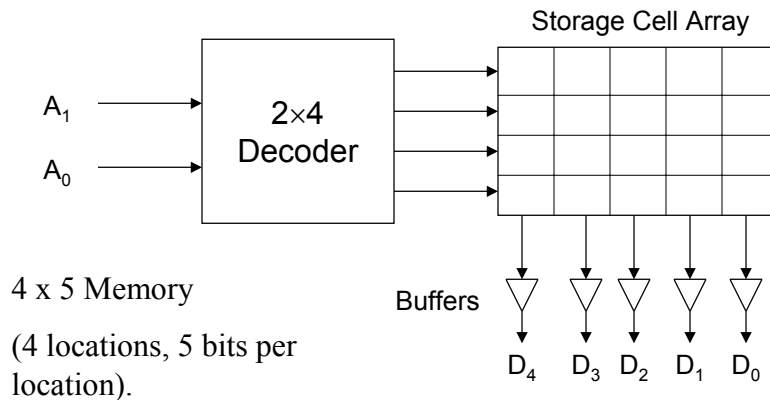 Storage Cell Array
A₁
A₀
2×4
Decoder
4 x 5 Memory
(4 locations, 5 bits per
location).
Buffers
D₄ D₃ D₂ D₁ D₀